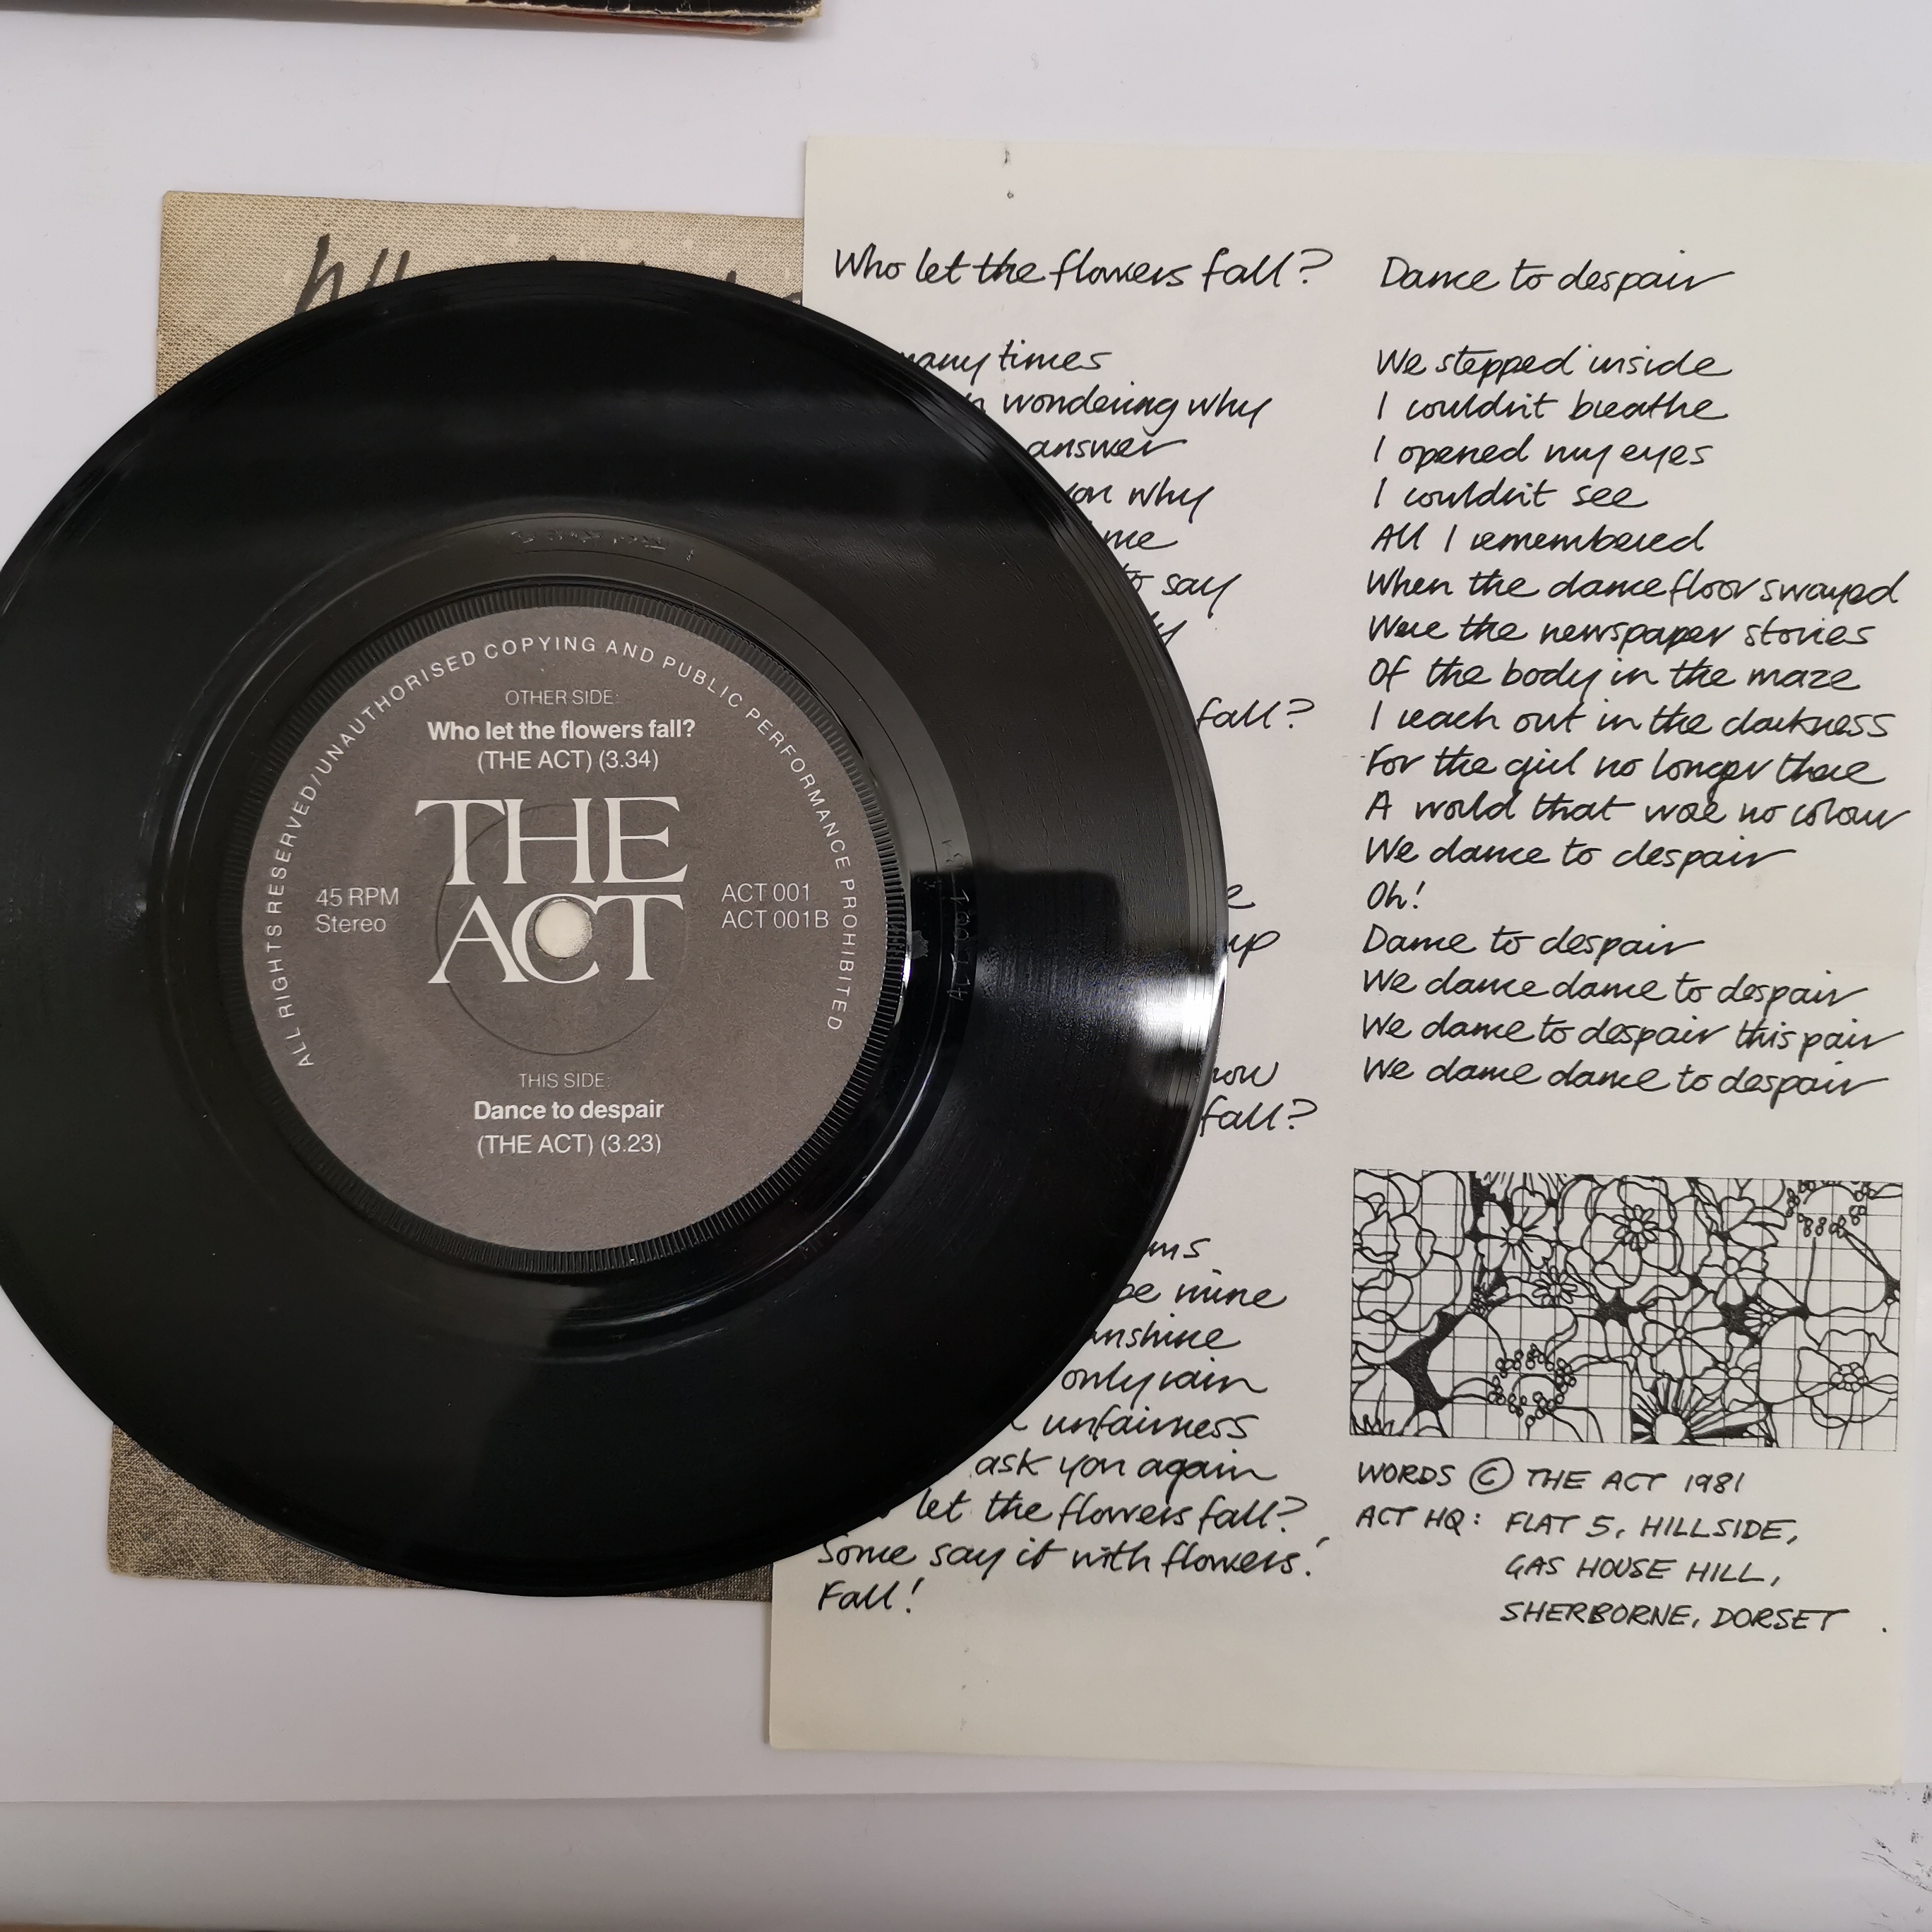 ALL RIGHTS RESERVED/UNAUTHORISED COPYING AND PUBLIC PERFORMANCE PROHIBITED
OTHER SIDE:
Who let the flowers fall?
(THE ACT) (3.34)
THE
ACT
45 RPM
Stereo
ACT 001
ACT 001B
THIS SIDE:
Dance to despair
(THE ACT) (3.23)
Who let the flowers fall?
many times
wondering why
answer
why
me
to say
fall?
up
fall?
be mine
only rain
unfairness
ask you again
let the flowers fall?
Some say it with flowers!
Fall!
Dance to despair
We stepped inside
I couldn't breathe
I opened my eyes
I couldn't see
All I remembered
When the dancefloor swayed
Were the newspaper stories
Of the body in the maze
I reach out in the darkness
For the girl no longer there
A world that wore no colour
We dance to despair
Oh!
Dance to despair
We dance dance to despair
We dance to despair this pair
We dance dance to despair
WORDS © THE ACT 1981
ACT HQ: FLAT 5, HILLSIDE,
GAS HOUSE HILL,
SHERBORNE, DORSET.